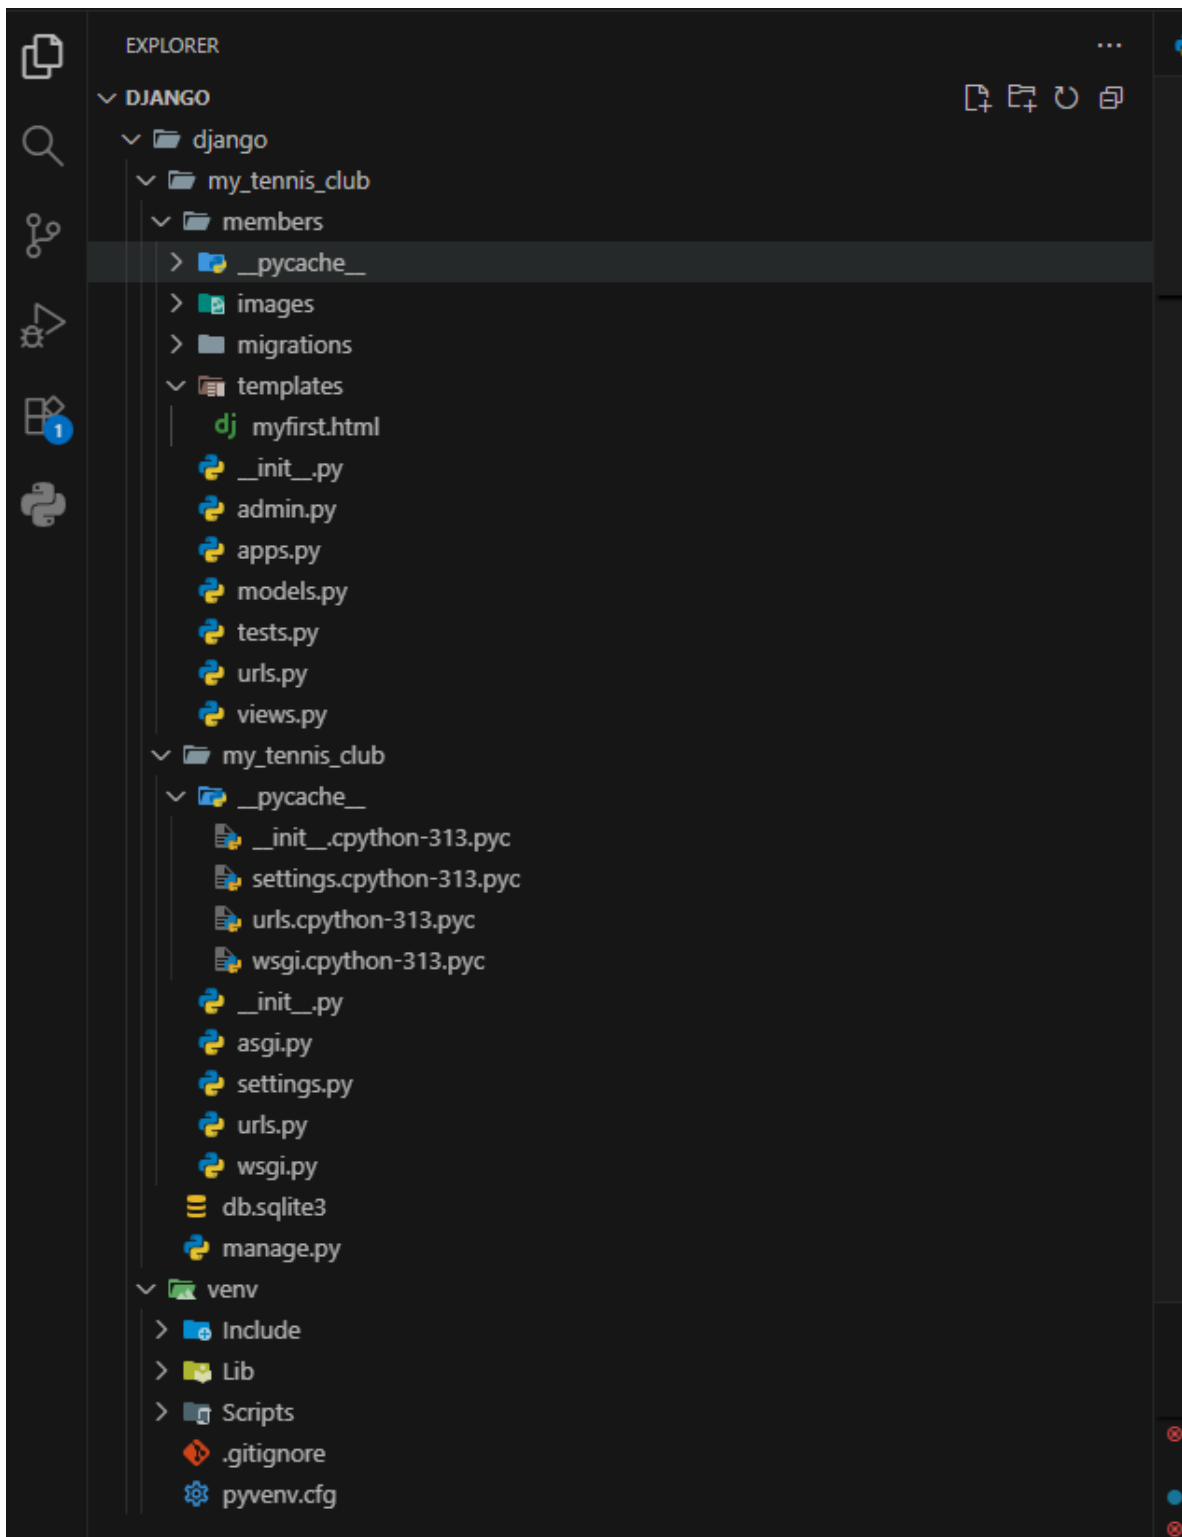 EXPLORER
DJANGO
django
my_tennis_club
members
__pycache__
images
migrations
templates
dj myfirst.html
__init__.py
admin.py
apps.py
models.py
tests.py
urls.py
views.py
my_tennis_club
__pycache__
__init__.cpython-313.pyc
settings.cpython-313.pyc
urls.cpython-313.pyc
wsgi.cpython-313.pyc
__init__.py
asgi.py
settings.py
urls.py
wsgi.py
db.sqlite3
manage.py
venv
Include
Lib
Scripts
.gitignore
pyvenv.cfg
1